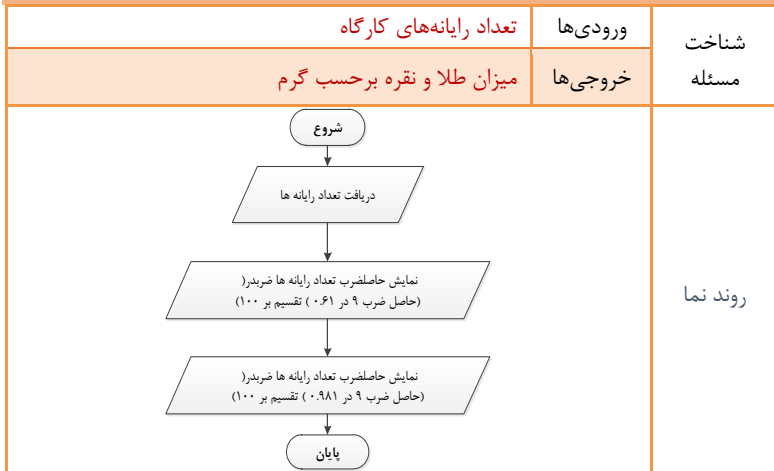 شناخت
مسئله
ورودی‌ها
تعداد رایانه‌های کارگاه
خروجی‌ها
میزان طلا و نقره برحسب گرم
روند نما
شروع
دریافت تعداد رایانه ها
نمایش حاصلضرب تعداد رایانه ها ضربدر(
(حاصل ضرب ۹ در ۰.۶۱ ) تقسیم بر ۱۰۰)
نمایش حاصلضرب تعداد رایانه ها ضربدر(
(حاصل ضرب ۹ در ۰.۹۸۱ ) تقسیم بر ۱۰۰)
پایان